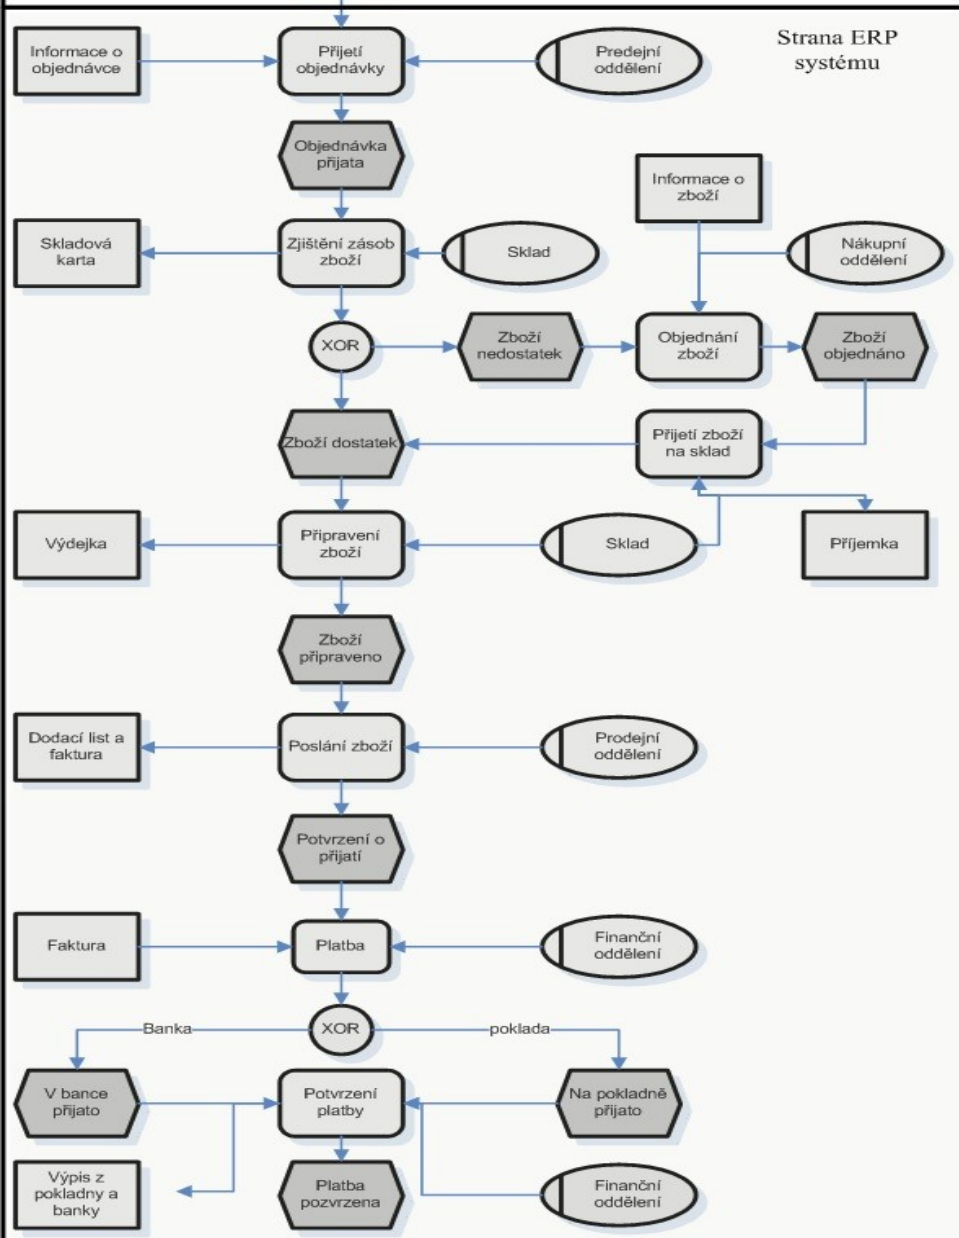 Strana ERP
systému
Informace o
objednávce
Přijetí
objednávky
Predejní
oddělení
Objednávka
přijata
Informace o
zboží
Skladová
karta
Zjištění zásob
zboží
Sklad
Nákupní
oddělení
XOR
Zboží
nedostatek
Objednání
zboží
Zboží
objednáno
Zboží dostatek
Přijetí zboží
na sklad
Výdejka
Připravení
zboží
Sklad
Příjemka
Zboží
připraveno
Dodací list a
faktura
Poslání zboží
Prodejní
oddělení
Potvrzení o
přijatí
Faktura
Platba
Finanční
oddělení
Banka
XOR
poklada
V bance
přijato
Potvrzení
platby
Na pokladně
přijato
Výpis z
pokladny a
banky
Platba
pozvrzena
Finanční
oddělení